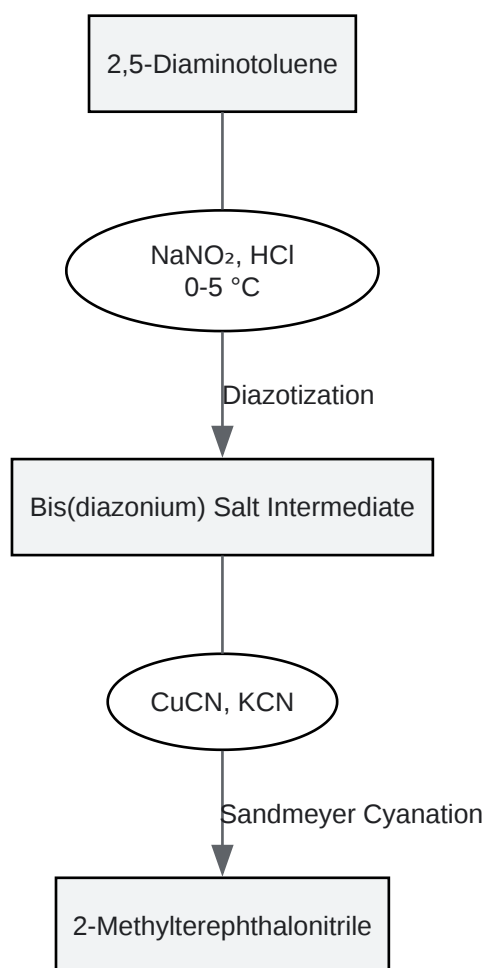 2,5-Diaminotoluene
NaNO₂, HCl
0-5 °C
Diazotization
Bis(diazonium) Salt Intermediate
CuCN, KCN
Sandmeyer Cyanation
2-Methylterephthalonitrile